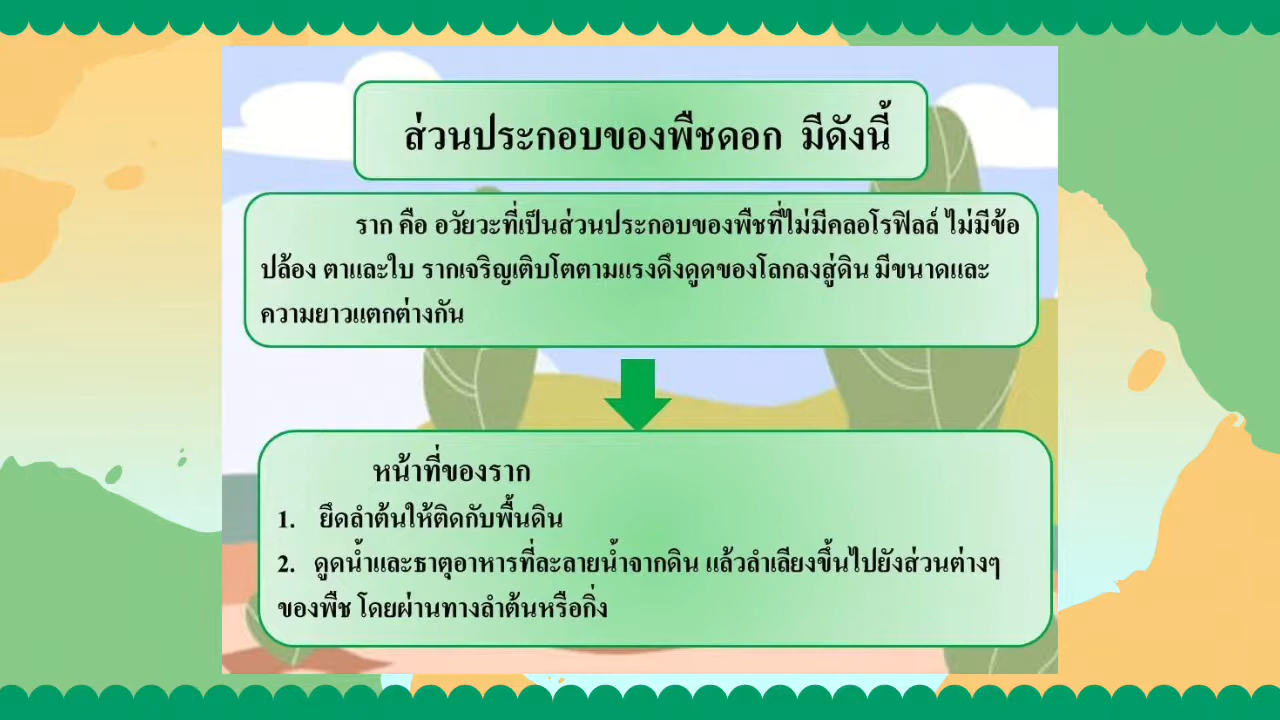 ส่วนประกอบของพืชดอก มีดังนี้
ราก คือ อวัยวะที่เป็นส่วนประกอบของพืชที่ไม่มีคลอโรฟิลล์ ไม่มีข้อ
ปล้อง ตาและใบ รากเจริญเติบโตตามแรงดึงดูดของโลกลงสู่ดิน มีขนาดและ
ความยาวแตกต่างกัน
หน้าที่ของราก
1. ยึดลำต้นให้ติดกับพื้นดิน
2. ดูดน้ำและธาตุอาหารที่ละลายน้ำจากดิน แล้วลำเลียงขึ้นไปยังส่วนต่างๆ
ของพืช โดยผ่านทางลำต้นหรือกิ่ง